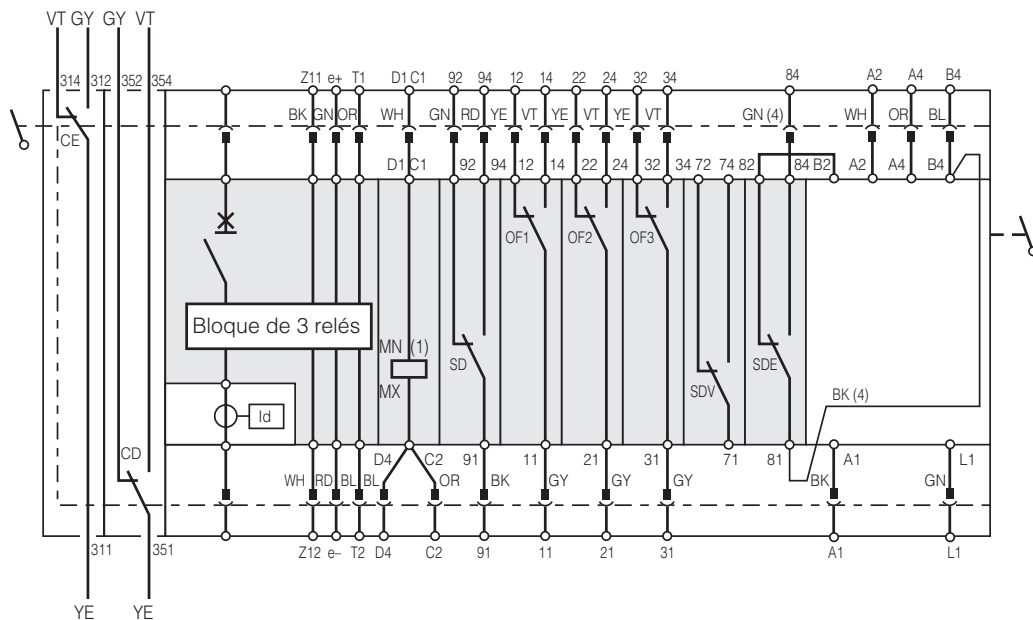 VT GY GY VT
314 312 352 354 Z11 e+ T1 D1 C1 92 94 12 14 22 24 32 34 84 A2 A4 B4
BK GN OR WH GN RD YE VT YE VT YE VT GN (4) WH OR BL
CE
D1 C1 92 94 12 14 22 24 32 34 72 74 82 84 B2 A2 A4 B4
OF1 OF2 OF3
Bloque de 3 relés
MN (1)
SD SDE
MX
SDV
BK (4)
Id
CD
D4 C2 91 11 21 31 71 81 A1 L1
WH RD BL BL OR BK GY GY GY BK GN
311 351 Z12 e– T2 D4 C2 91 11 21 31 A1 L1
YE YE